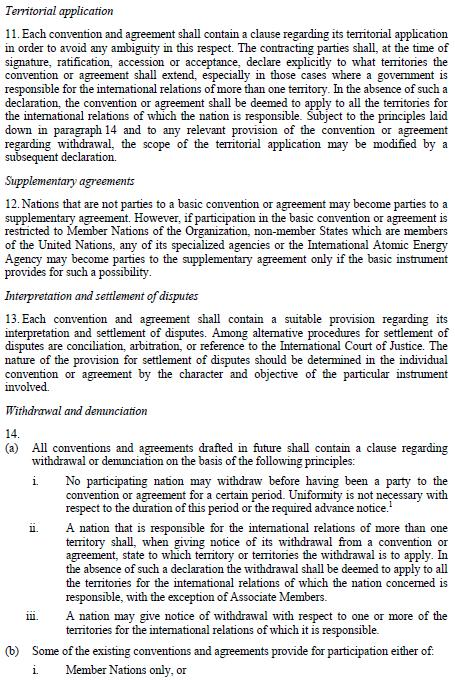 Territorial application
11. Each convention and agreement shall contain a clause regarding its territorial application
in order to avoid any ambiguity in this respect. The contracting parties shall, at the time of
signature, ratification, accession or acceptance, declare explicitly to what territories the
convention or agreement shall extend, especially in those cases where a government is
responsible for the international relations of more than one territory. In the absence of such a
declaration, the convention or agreement shall be deemed to apply to all the territories for
the international relations of which the nation is responsible. Subject to the principles laid
down in paragraph 14 and to any relevant provision of the convention or agreement
regarding withdrawal, the scope of the territorial application may be modified by a
subsequent declaration.
Supplementary agreements
12. Nations that are not parties to a basic convention or agreement may become parties to a
supplementary agreement. However, if participation in the basic convention or agreement is
restricted to Member Nations of the Organization, non-member States which are members
of the United Nations, any of its specialized agencies or the International Atomic Energy
Agency may become parties to the supplementary agreement only if the basic instrument
provides for such a possibility.
Interpretation and settlement of disputes
13. Each convention and agreement shall contain a suitable provision regarding its
interpretation and settlement of disputes. Among alternative procedures for settlement of
disputes are conciliation, arbitration, or reference to the International Court of Justice. The
nature of the provision for settlement of disputes should be determined in the individual
convention or agreement by the character and objective of the particular instrument
involved.
Withdrawal and denunciation
14.
(a) All conventions and agreements drafted in future shall contain a clause regarding
withdrawal or denunciation on the basis of the following principles:
i. No participating nation may withdraw before having been a party to the
convention or agreement for a certain period. Uniformity is not necessary with
respect to the duration of this period or the required advance notice.¹
ii. A nation that is responsible for the international relations of more than one
territory shall, when giving notice of its withdrawal from a convention or
agreement, state to which territory or territories the withdrawal is to apply. In
the absence of such a declaration the withdrawal shall be deemed to apply to all
the territories for the international relations of which the nation concerned is
responsible, with the exception of Associate Members.
iii. A nation may give notice of withdrawal with respect to one or more of the
territories for the international relations of which it is responsible.
(b) Some of the existing conventions and agreements provide for participation either of:
i. Member Nations only, or